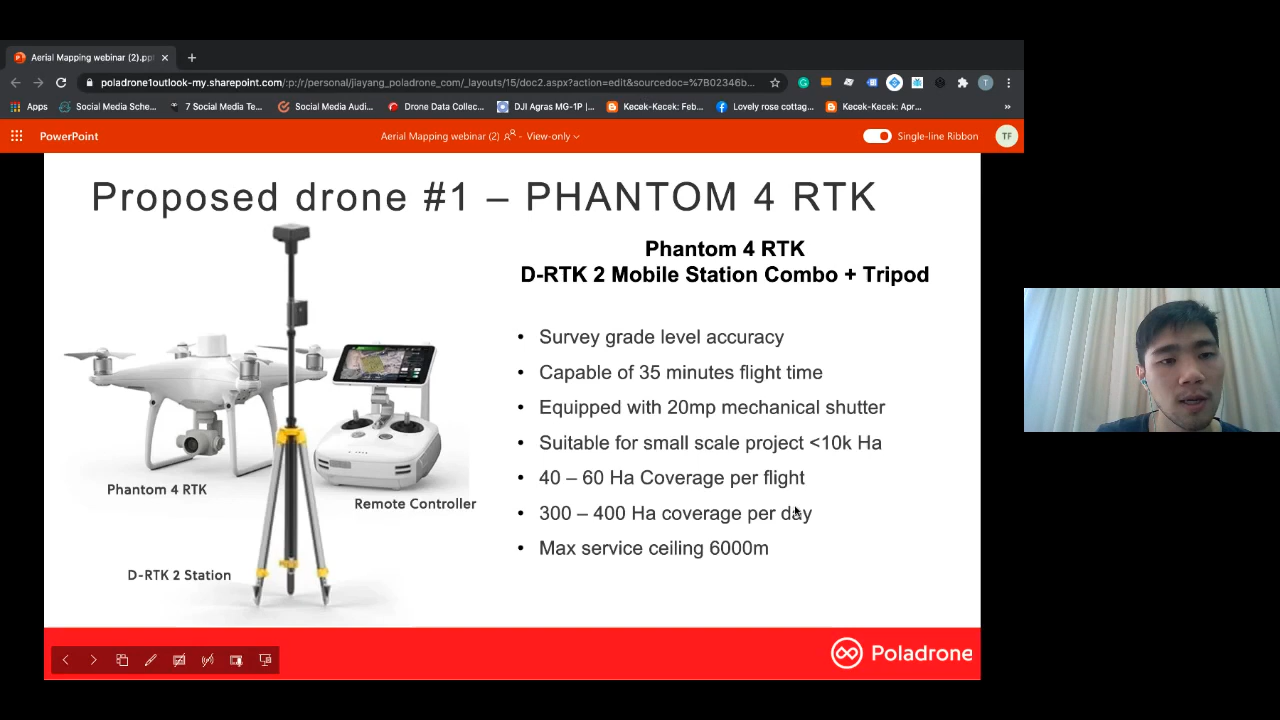 Aerial Mapping webinar (2).pp
poladrone1outlook-my.sharepoint.com/:p:/r/personal/jiayang_poladrone_com/_layouts/15/doc2.aspx?action=edit&sourcedoc=%7B02346b...
T
Apps Social Media Sche... 7 Social Media Te... Social Media Audi... Drone Data Collec... DJI Agras MG-1P |... Kecek-Kecek: Feb... Lovely rose cottag... Kecek-Kecek: Apr... »
PowerPoint Aerial Mapping webinar (2) - View-only Single-line Ribbon TF
Proposed drone #1 – PHANTOM 4 RTK
Phantom 4 RTK
D-RTK 2 Mobile Station Combo + Tripod
• Survey grade level accuracy
• Capable of 35 minutes flight time
• Equipped with 20mp mechanical shutter
• Suitable for small scale project <10k Ha
• 40 – 60 Ha Coverage per flight
• 300 – 400 Ha coverage per day
• Max service ceiling 6000m
Phantom 4 RTK
Remote Controller
D-RTK 2 Station
Poladrone